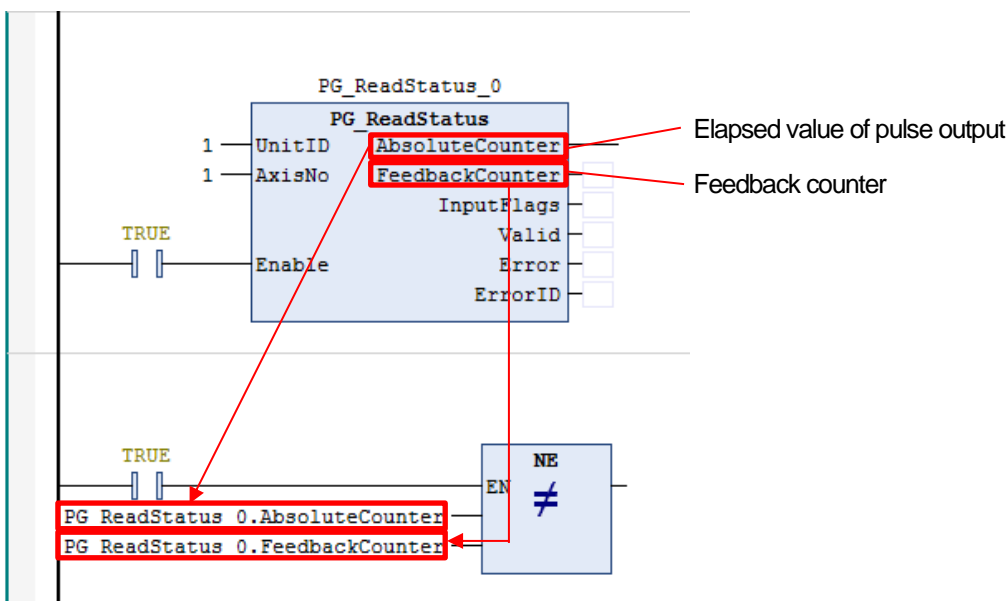 PG_ReadStatus_0
PG_ReadStatus
1 UnitID AbsoluteCounter Elapsed value of pulse output
1 AxisNo FeedbackCounter Feedback counter
InputFlags
TRUE Valid
Enable Error
ErrorID
TRUE NE
EN ≠
PG_ReadStatus_0.AbsoluteCounter
PG_ReadStatus_0.FeedbackCounter